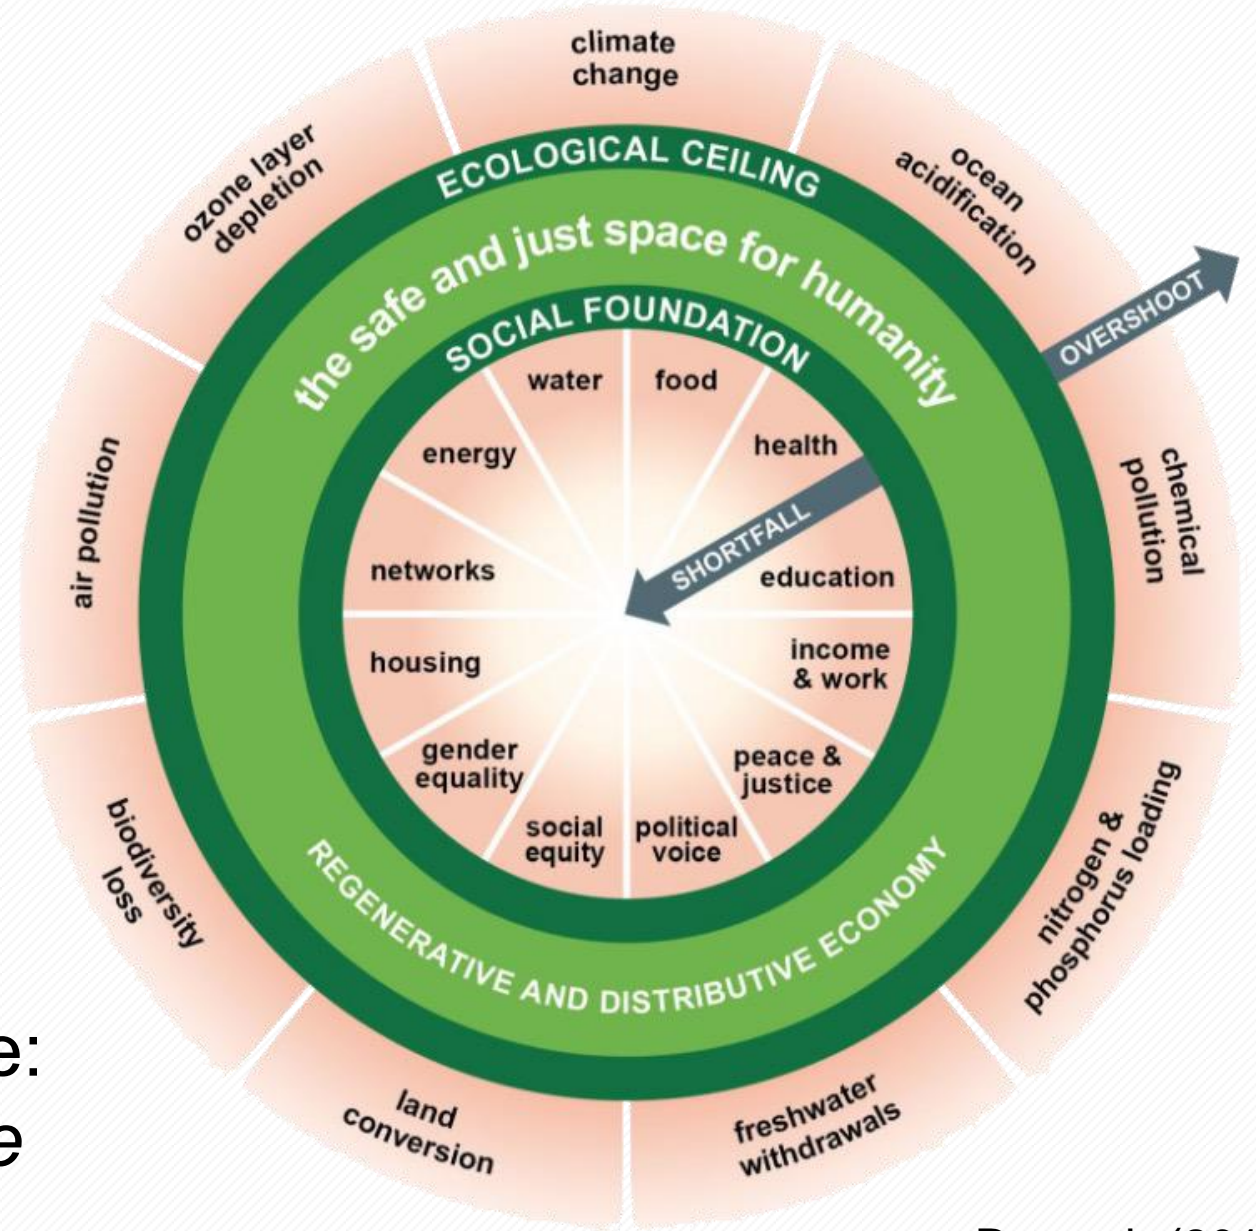 climate
change
ocean
acidification
OVERSHOOT
chemical
pollution
nitrogen &
phosphorus loading
freshwater
withdrawals
land
conversion
biodiversity
loss
air pollution
ozone layer
depletion
ECOLOGICAL CEILING
the safe and just space for humanity
SOCIAL FOUNDATION
water
food
health
SHORTFALL
education
income
& work
peace &
justice
political
voice
social
equity
gender
equality
housing
networks
energy
REGENERATIVE AND DISTRIBUTIVE ECONOMY
e:
e